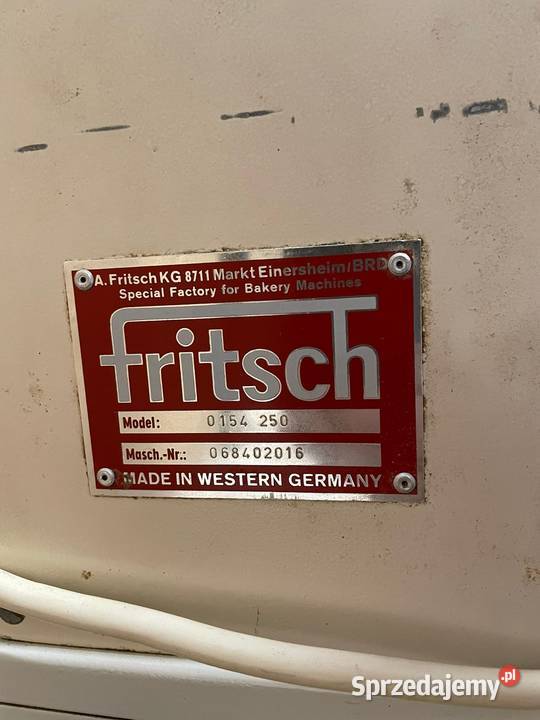 A. Fritsch KG 8711 Markt Einersheim/BRD
Special Factory for Bakery Machines
fritsch
Model: 0154 250
Masch.-Nr.: 068402016
MADE IN WESTERN GERMANY
Sprzedajemy.pl